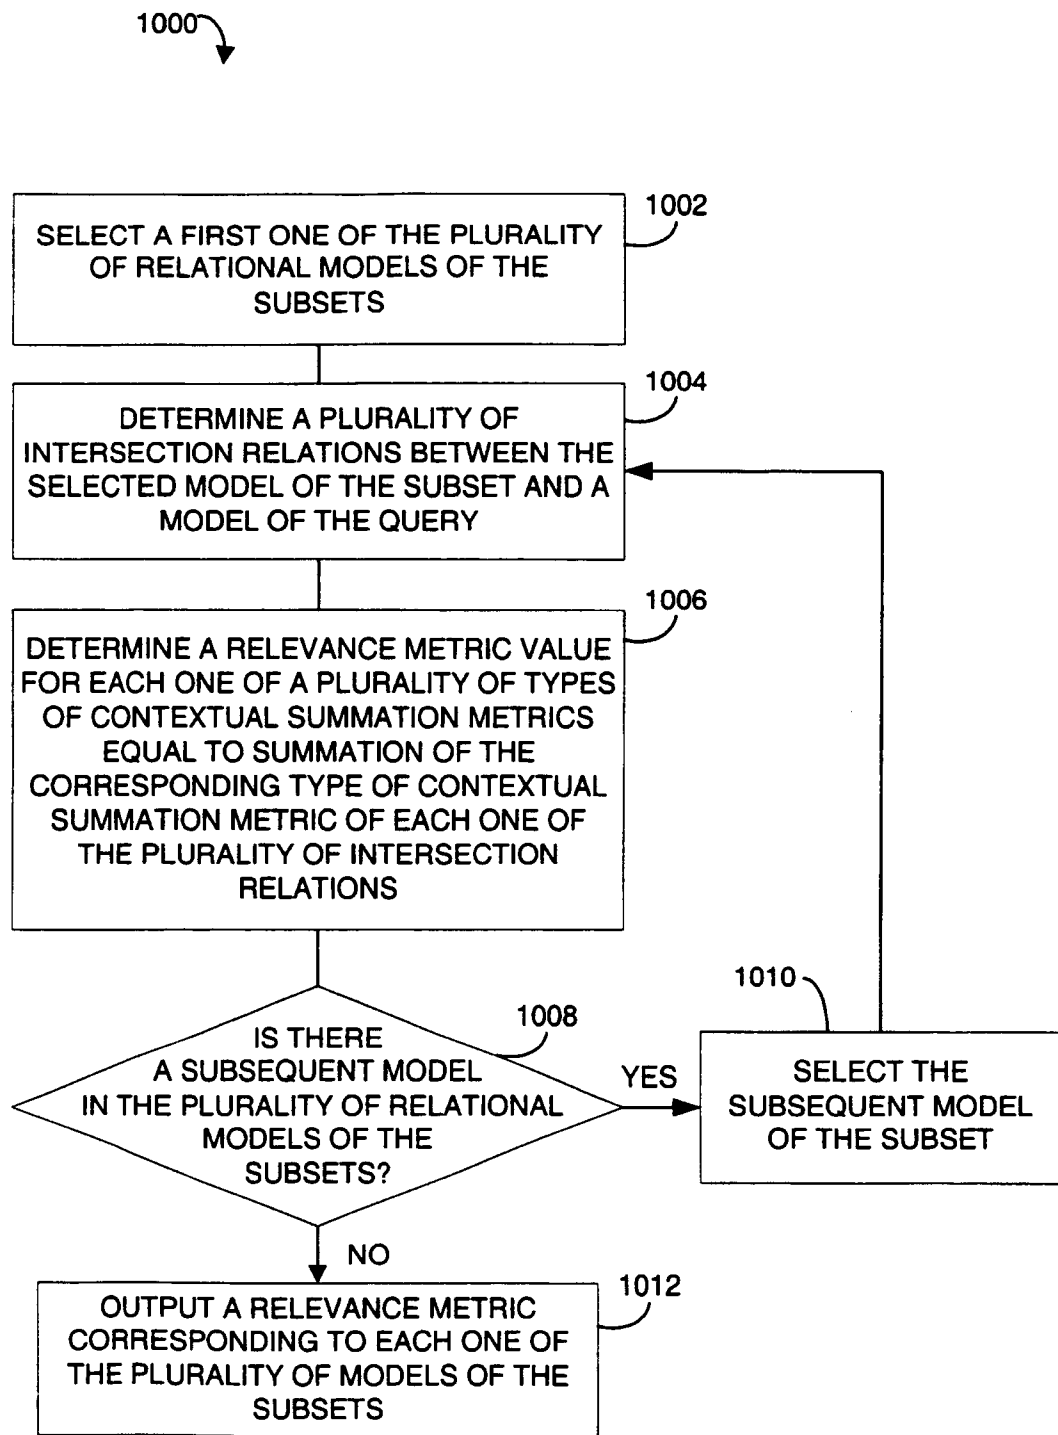 1000
1002
SELECT A FIRST ONE OF THE PLURALITY
OF RELATIONAL MODELS OF THE
SUBSETS
1004
DETERMINE A PLURALITY OF
INTERSECTION RELATIONS BETWEEN THE
SELECTED MODEL OF THE SUBSET AND A
MODEL OF THE QUERY
1006
DETERMINE A RELEVANCE METRIC VALUE
FOR EACH ONE OF A PLURALITY OF TYPES
OF CONTEXTUAL SUMMATION METRICS
EQUAL TO SUMMATION OF THE
CORRESPONDING TYPE OF CONTEXTUAL
SUMMATION METRIC OF EACH ONE OF
THE PLURALITY OF INTERSECTION
RELATIONS
1008
IS THERE
A SUBSEQUENT MODEL
IN THE PLURALITY OF RELATIONAL
MODELS OF THE
SUBSETS?
YES
1010
SELECT THE
SUBSEQUENT MODEL
OF THE SUBSET
NO
1012
OUTPUT A RELEVANCE METRIC
CORRESPONDING TO EACH ONE OF
THE PLURALITY OF MODELS OF THE
SUBSETS